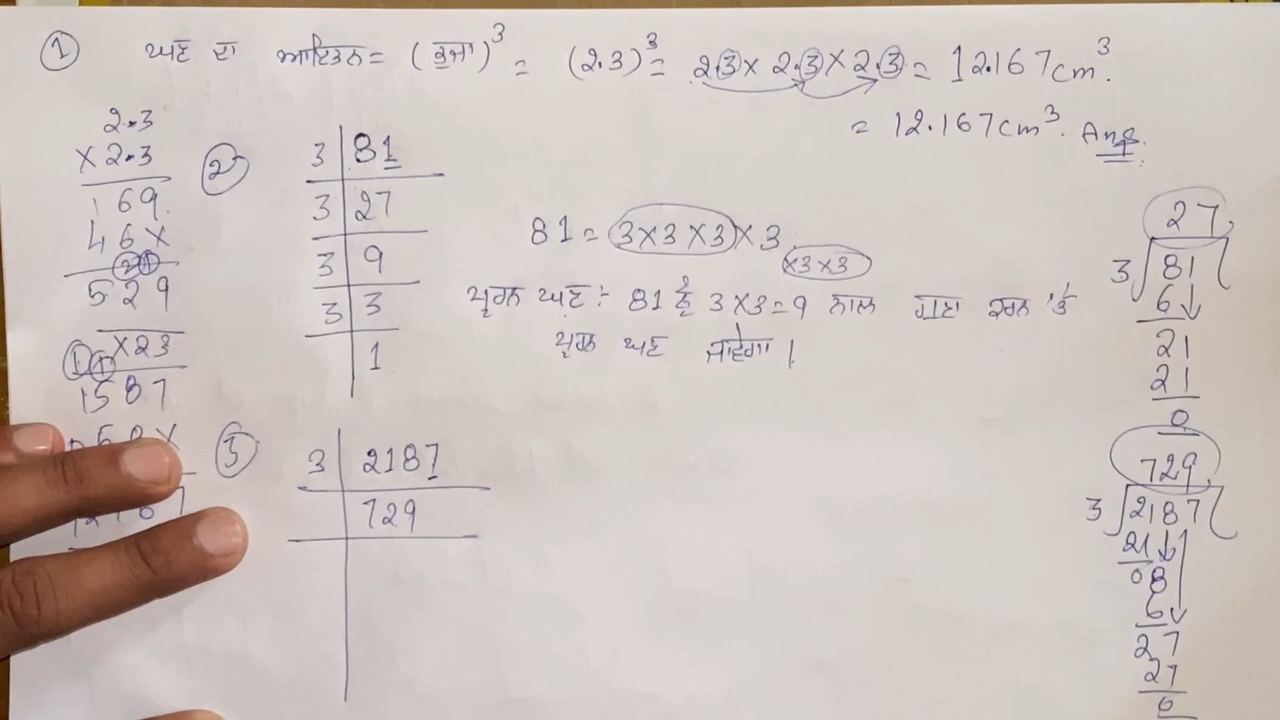 ① ਘਣ ਦਾ ਆਇਤਨ = (ਭੁਜਾ)³ = (2.3)³ = 2.3 × 2.3 × 2.3 = 12.167 cm³.
= 12.167 cm³. Ans.
2.3
× 2.3
169
46×
529
× 23
1587
②
3 | 81
3 | 27
3 | 9
3 | 3
1
81 = 3×3×3×3
×3×3
ਪੂਰਨ ਘਣ :- 81 ਨੂੰ 3×3=9 ਨਾਲ ਗੁਣਾ ਕਰਨ 'ਤੇ
ਪੂਰਨ ਘਣ ਜਾਵੇਗਾ।
27
3 81
6
21
21
0
③
3 | 2187
729
729
3 2187
21
08
6
27
27
0